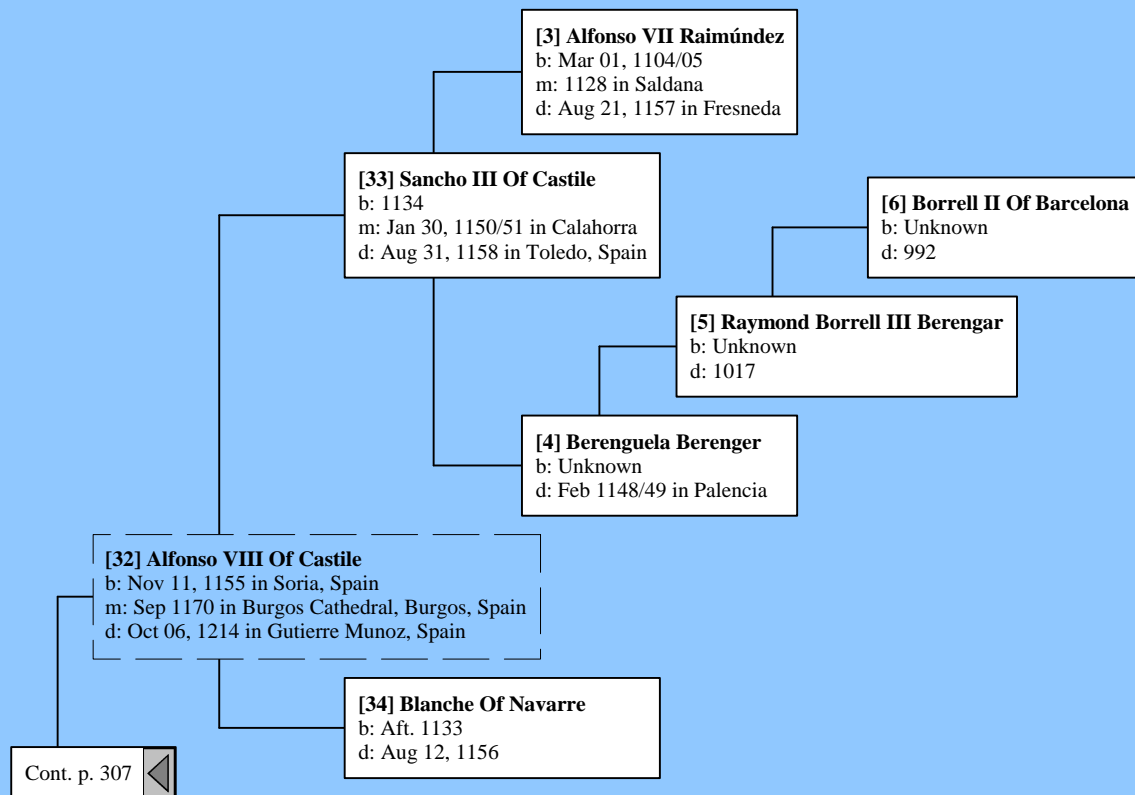 [3] Alfonso VII Raimúndez
b: Mar 01, 1104/05
m: 1128 in Saldana
d: Aug 21, 1157 in Fresneda
[33] Sancho III Of Castile
b: 1134
m: Jan 30, 1150/51 in Calahorra
d: Aug 31, 1158 in Toledo, Spain
[6] Borrell II Of Barcelona
b: Unknown
d: 992
[5] Raymond Borrell III Berengar
b: Unknown
d: 1017
[4] Berenguela Berenger
b: Unknown
d: Feb 1148/49 in Palencia
[32] Alfonso VIII Of Castile
b: Nov 11, 1155 in Soria, Spain
m: Sep 1170 in Burgos Cathedral, Burgos, Spain
d: Oct 06, 1214 in Gutierre Munoz, Spain
[34] Blanche Of Navarre
b: Aft. 1133
d: Aug 12, 1156
Cont. p. 307